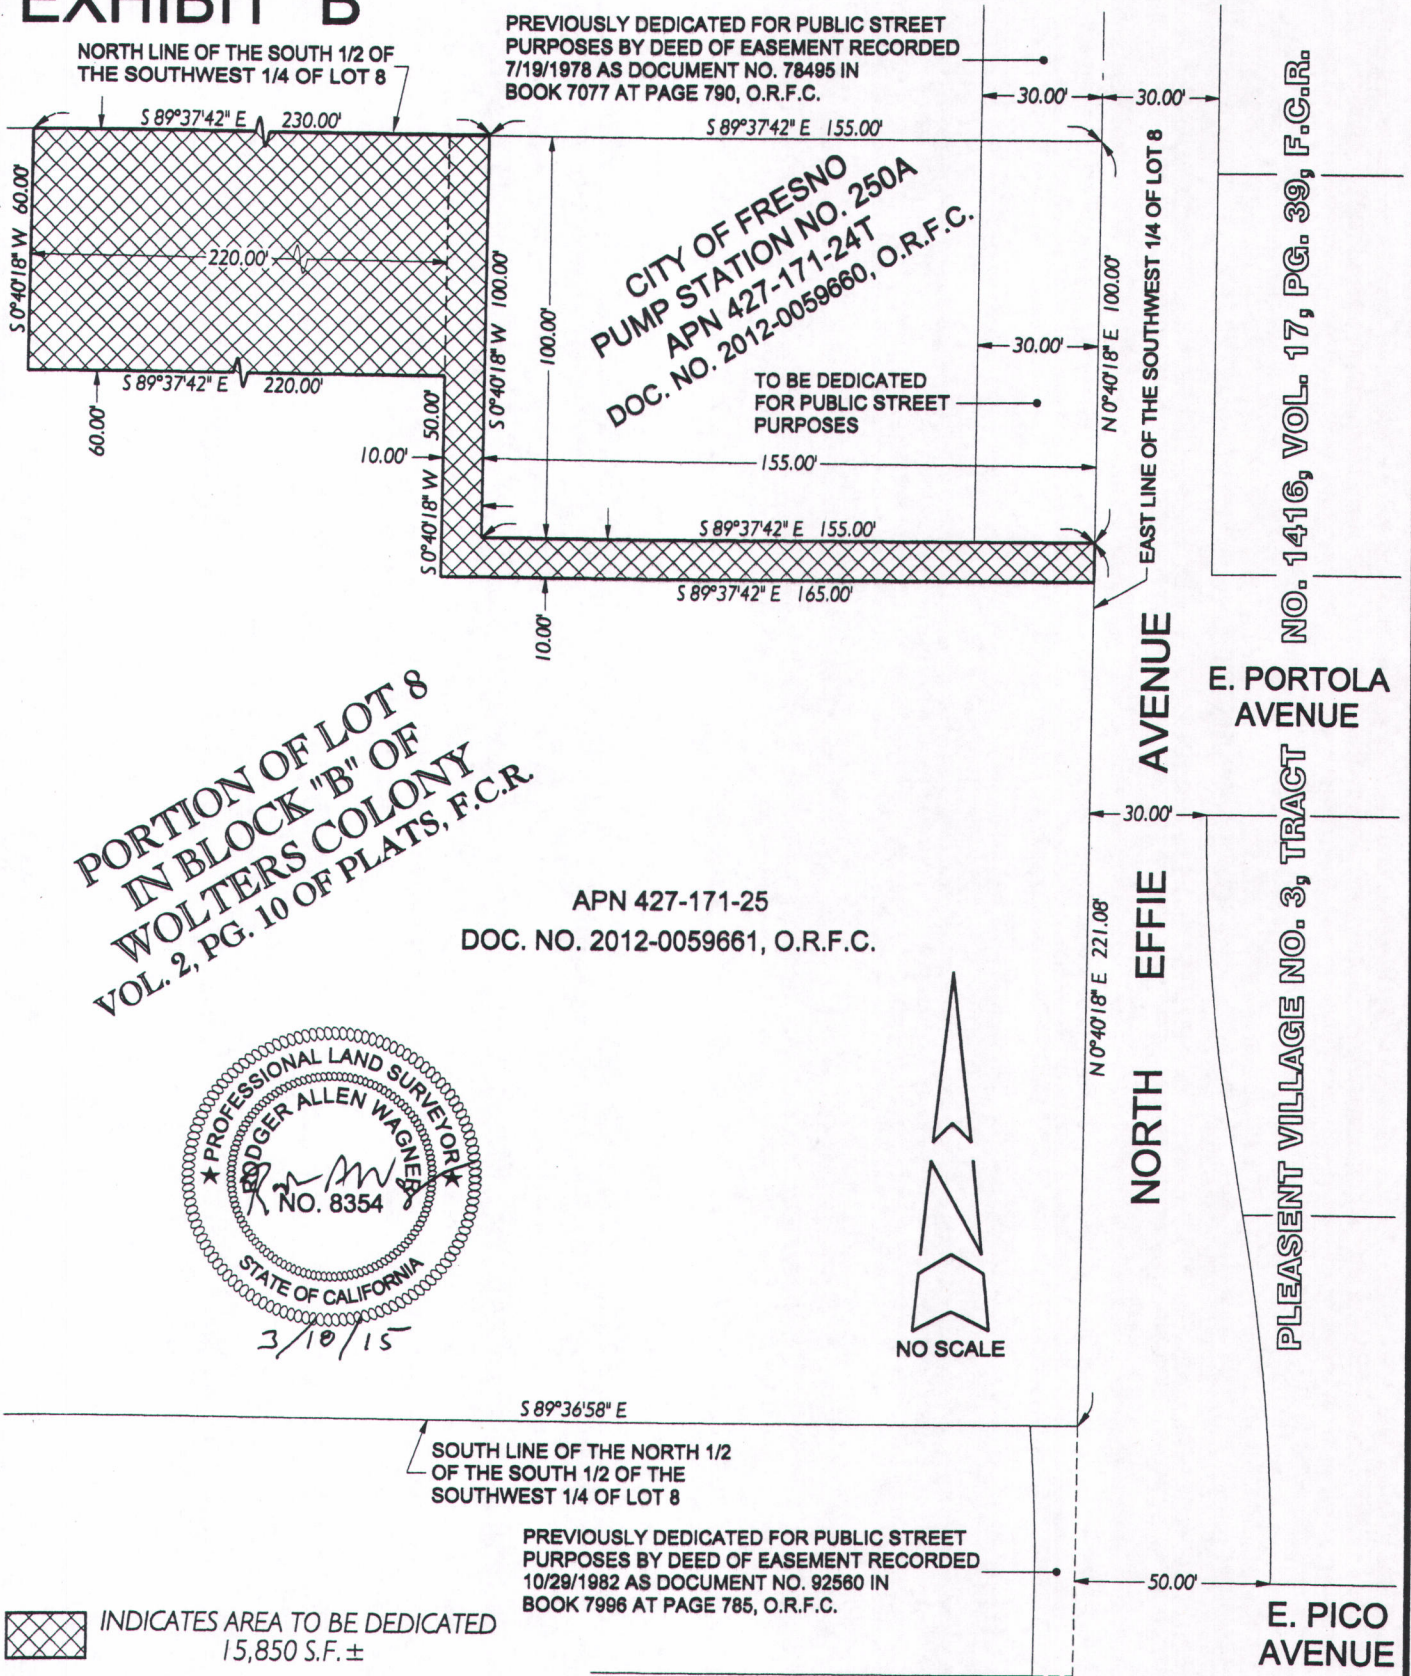 EXHIBIT "B"
NORTH LINE OF THE SOUTH 1/2 OF
THE SOUTHWEST 1/4 OF LOT 8
PREVIOUSLY DEDICATED FOR PUBLIC STREET
PURPOSES BY DEED OF EASEMENT RECORDED
7/19/1978 AS DOCUMENT NO. 78495 IN
BOOK 7077 AT PAGE 790, O.R.F.C.
30.00'
30.00'
S 89°37'42" E 230.00'
S 89°37'42" E 155.00'
S 0°40'18" W 60.00'
220.00'
S 0°40'18" W 100.00'
100.00'
CITY OF FRESNO
PUMP STATION NO. 250A
APN 427-171-24T
DOC. NO. 2012-0059660, O.R.F.C.
30.00'
N 0°40'18" E 100.00'
EAST LINE OF THE SOUTHWEST 1/4 OF LOT 8
TO BE DEDICATED
FOR PUBLIC STREET
PURPOSES
S 89°37'42" E 220.00'
60.00'
10.00'
S 0°40'18" W 50.00'
155.00'
S 89°37'42" E 155.00'
S 89°37'42" E 165.00'
10.00'
PLEASENT VILLAGE NO. 3, TRACT NO. 1416, VOL. 17, PG. 39, F.C.R.
E. PORTOLA
AVENUE
NORTH EFFIE AVENUE
30.00'
PORTION OF LOT 8
IN BLOCK "B" OF
WOLTERS COLONY
VOL. 2, PG. 10 OF PLATS, F.C.R.
APN 427-171-25
DOC. NO. 2012-0059661, O.R.F.C.
N 0°40'18" E 221.08'
PROFESSIONAL LAND SURVEYOR
RODGER ALLEN WAGNER
NO. 8354
STATE OF CALIFORNIA
3/18/15
N
NO SCALE
S 89°36'58" E
SOUTH LINE OF THE NORTH 1/2
OF THE SOUTH 1/2 OF THE
SOUTHWEST 1/4 OF LOT 8
PREVIOUSLY DEDICATED FOR PUBLIC STREET
PURPOSES BY DEED OF EASEMENT RECORDED
10/29/1982 AS DOCUMENT NO. 92560 IN
BOOK 7996 AT PAGE 785, O.R.F.C.
50.00'
E. PICO
AVENUE
INDICATES AREA TO BE DEDICATED
15,850 S.F. ±